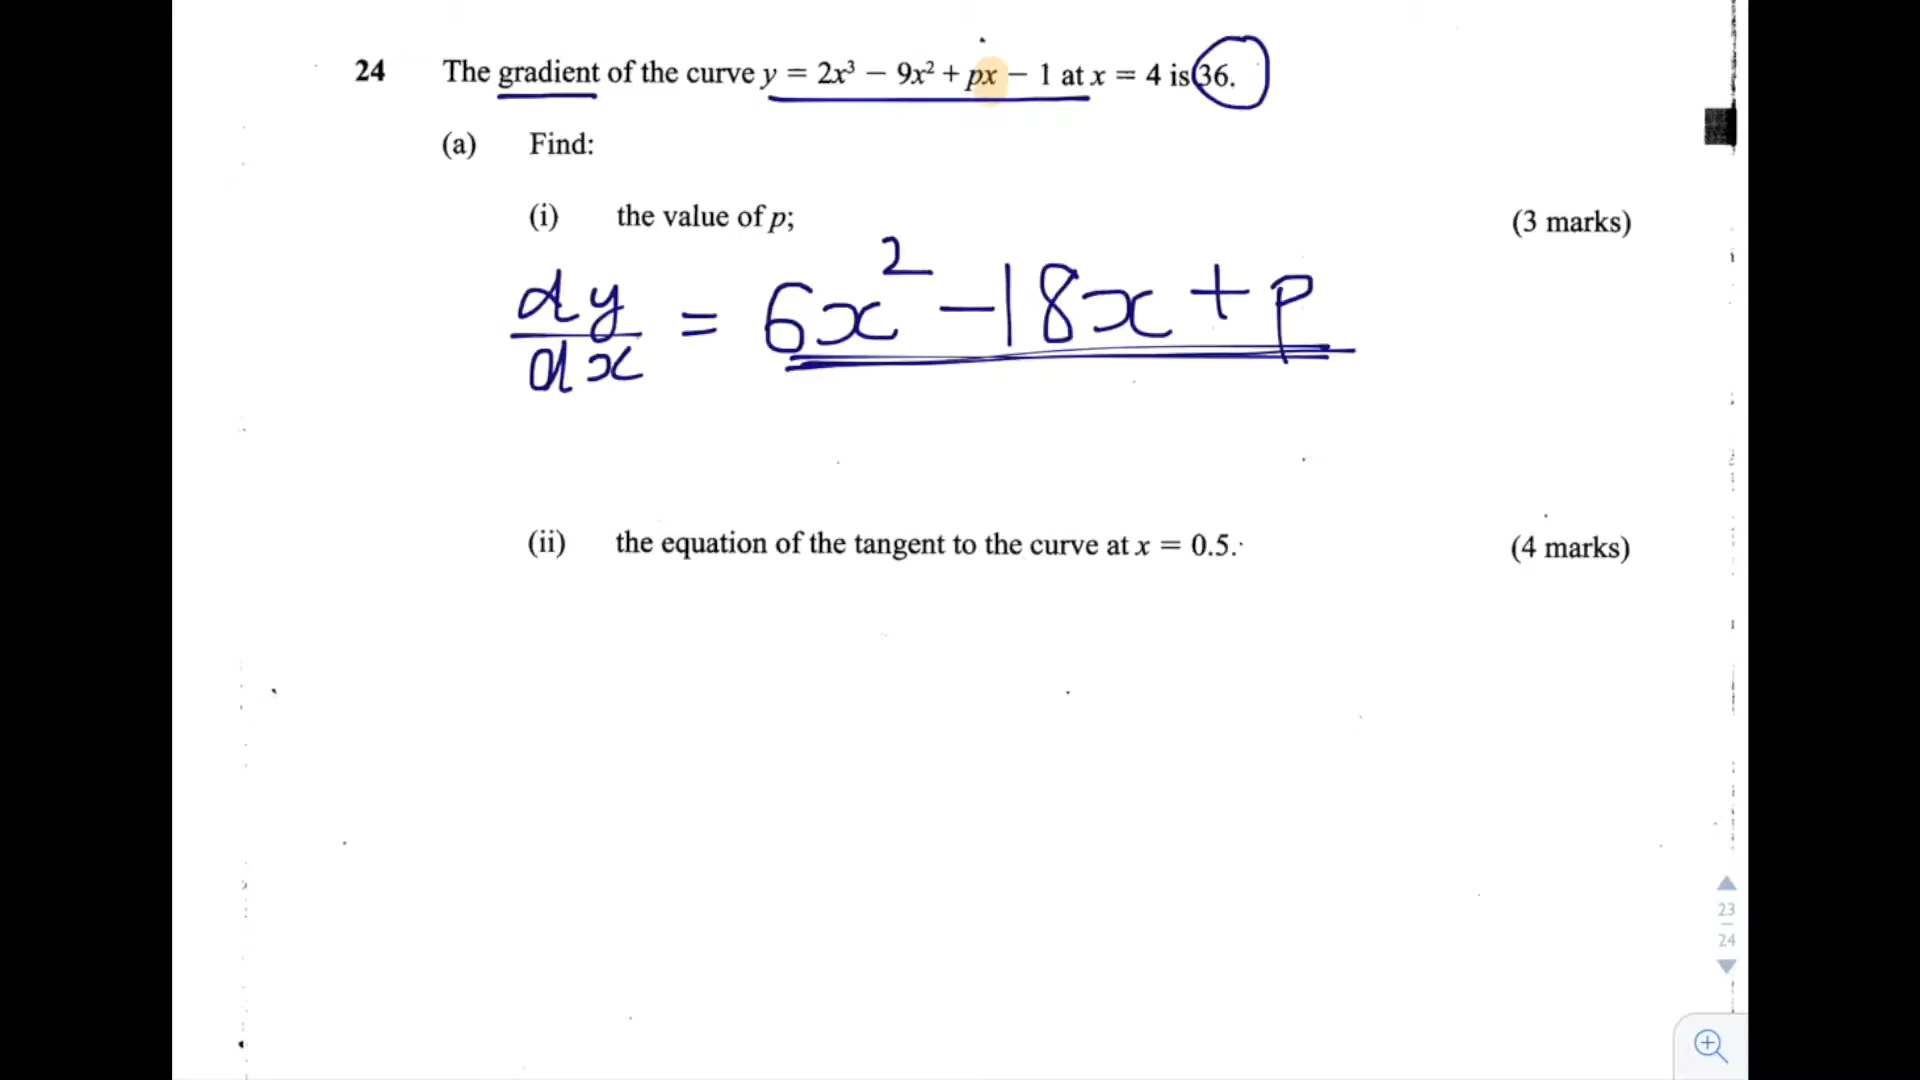 24 The gradient of the curve y = 2x³ − 9x² + px − 1 at x = 4 is 36.
(a) Find:
(i) the value of p; (3 marks)
dy/dx = 6x² − 18x + p
(ii) the equation of the tangent to the curve at x = 0.5. (4 marks)
23
24